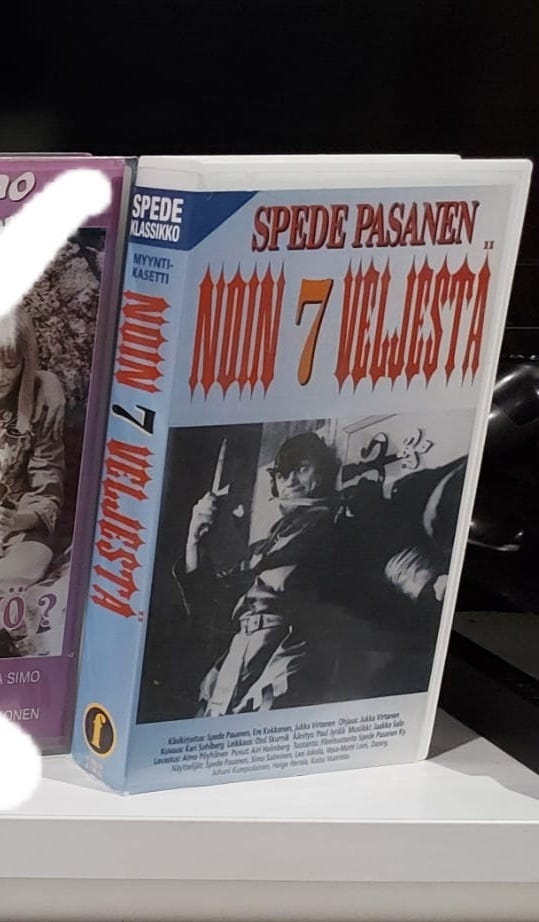 no
Ö?
A SIMO
ONEN
SPEDE
KLASSIKKO
MYYNTI-
KASETTI
NOIN 7 VELJESTÄ
f
SPEDE PASANEN
NOIN 7 VELJESTÄ
Käsikirjoitus: Spede Pasanen, Ere Kokkonen, Jukka Virtanen Ohjaus: Jukka Virtanen
Kuvaus: Kari Sohlberg Leikkaus: Ossi Skurnik Äänitys: Paul Jyrälä Musiikki: Jaakko Salo
Lavastus: Aimo Pöyhönen Puvut: Airi Holmberg Tuotanto: Filmituotanto Spede Pasanen Ky
Näyttelijät: Spede Pasanen, Simo Salminen, Leo Jokela, Vesa-Matti Loiri, Danny,
Juhani Kumpulainen, Helge Herala,